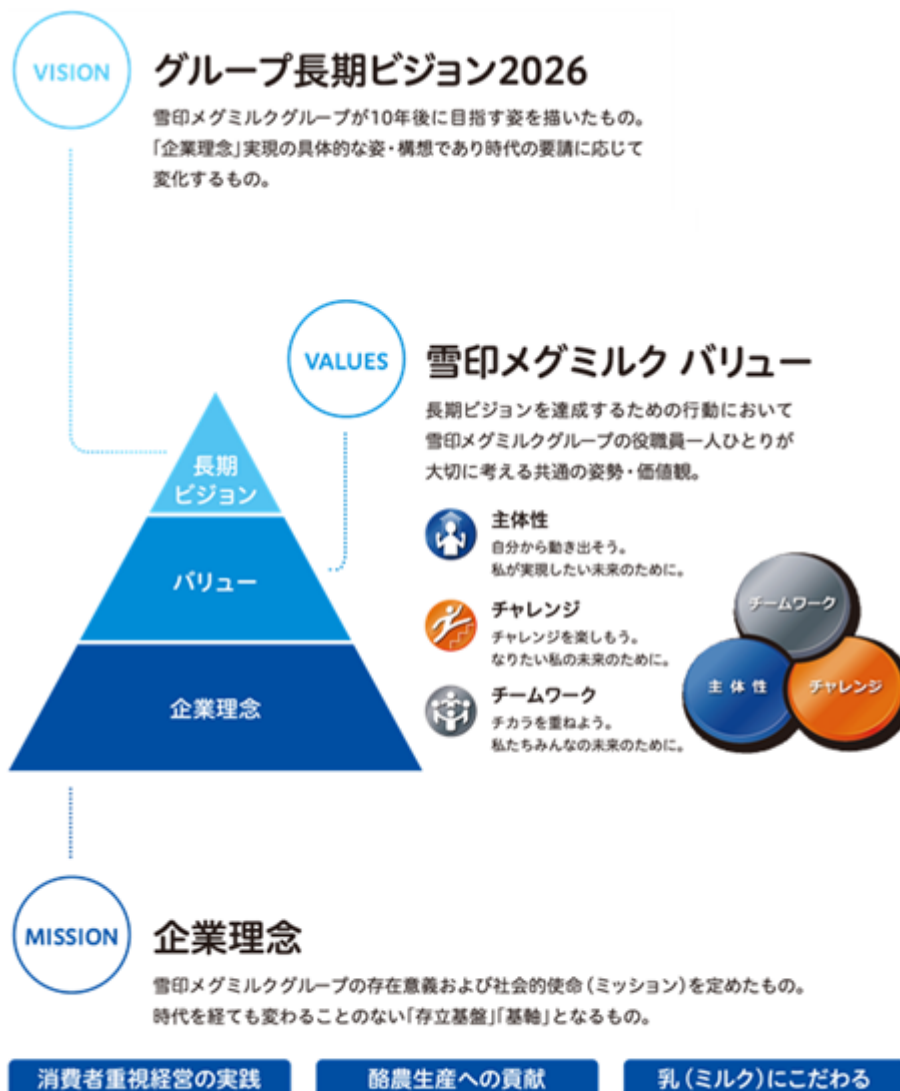 VISION
グループ長期ビジョン2026
雪印メグミルクグループが10年後に目指す姿を描いたもの。
「企業理念」実現の具体的な姿・構想であり時代の要請に応じて
変化するもの。
VALUES
雪印メグミルク バリュー
長期ビジョンを達成するための行動において
雪印メグミルクグループの役職員一人ひとりが
大切に考える共通の姿勢・価値観。
長期
ビジョン
バリュー
企業理念
主体性
自分から動き出そう。
私が実現したい未来のために。
チャレンジ
チャレンジを楽しもう。
なりたい私の未来のために。
チームワーク
チカラを重ねよう。
私たちみんなの未来のために。
チームワーク
主体性
チャレンジ
MISSION
企業理念
雪印メグミルクグループの存在意義および社会的使命(ミッション)を定めたもの。
時代を経ても変わることのない「存立基盤」「基軸」となるもの。
消費者重視経営の実践
酪農生産への貢献
乳(ミルク)にこだわる